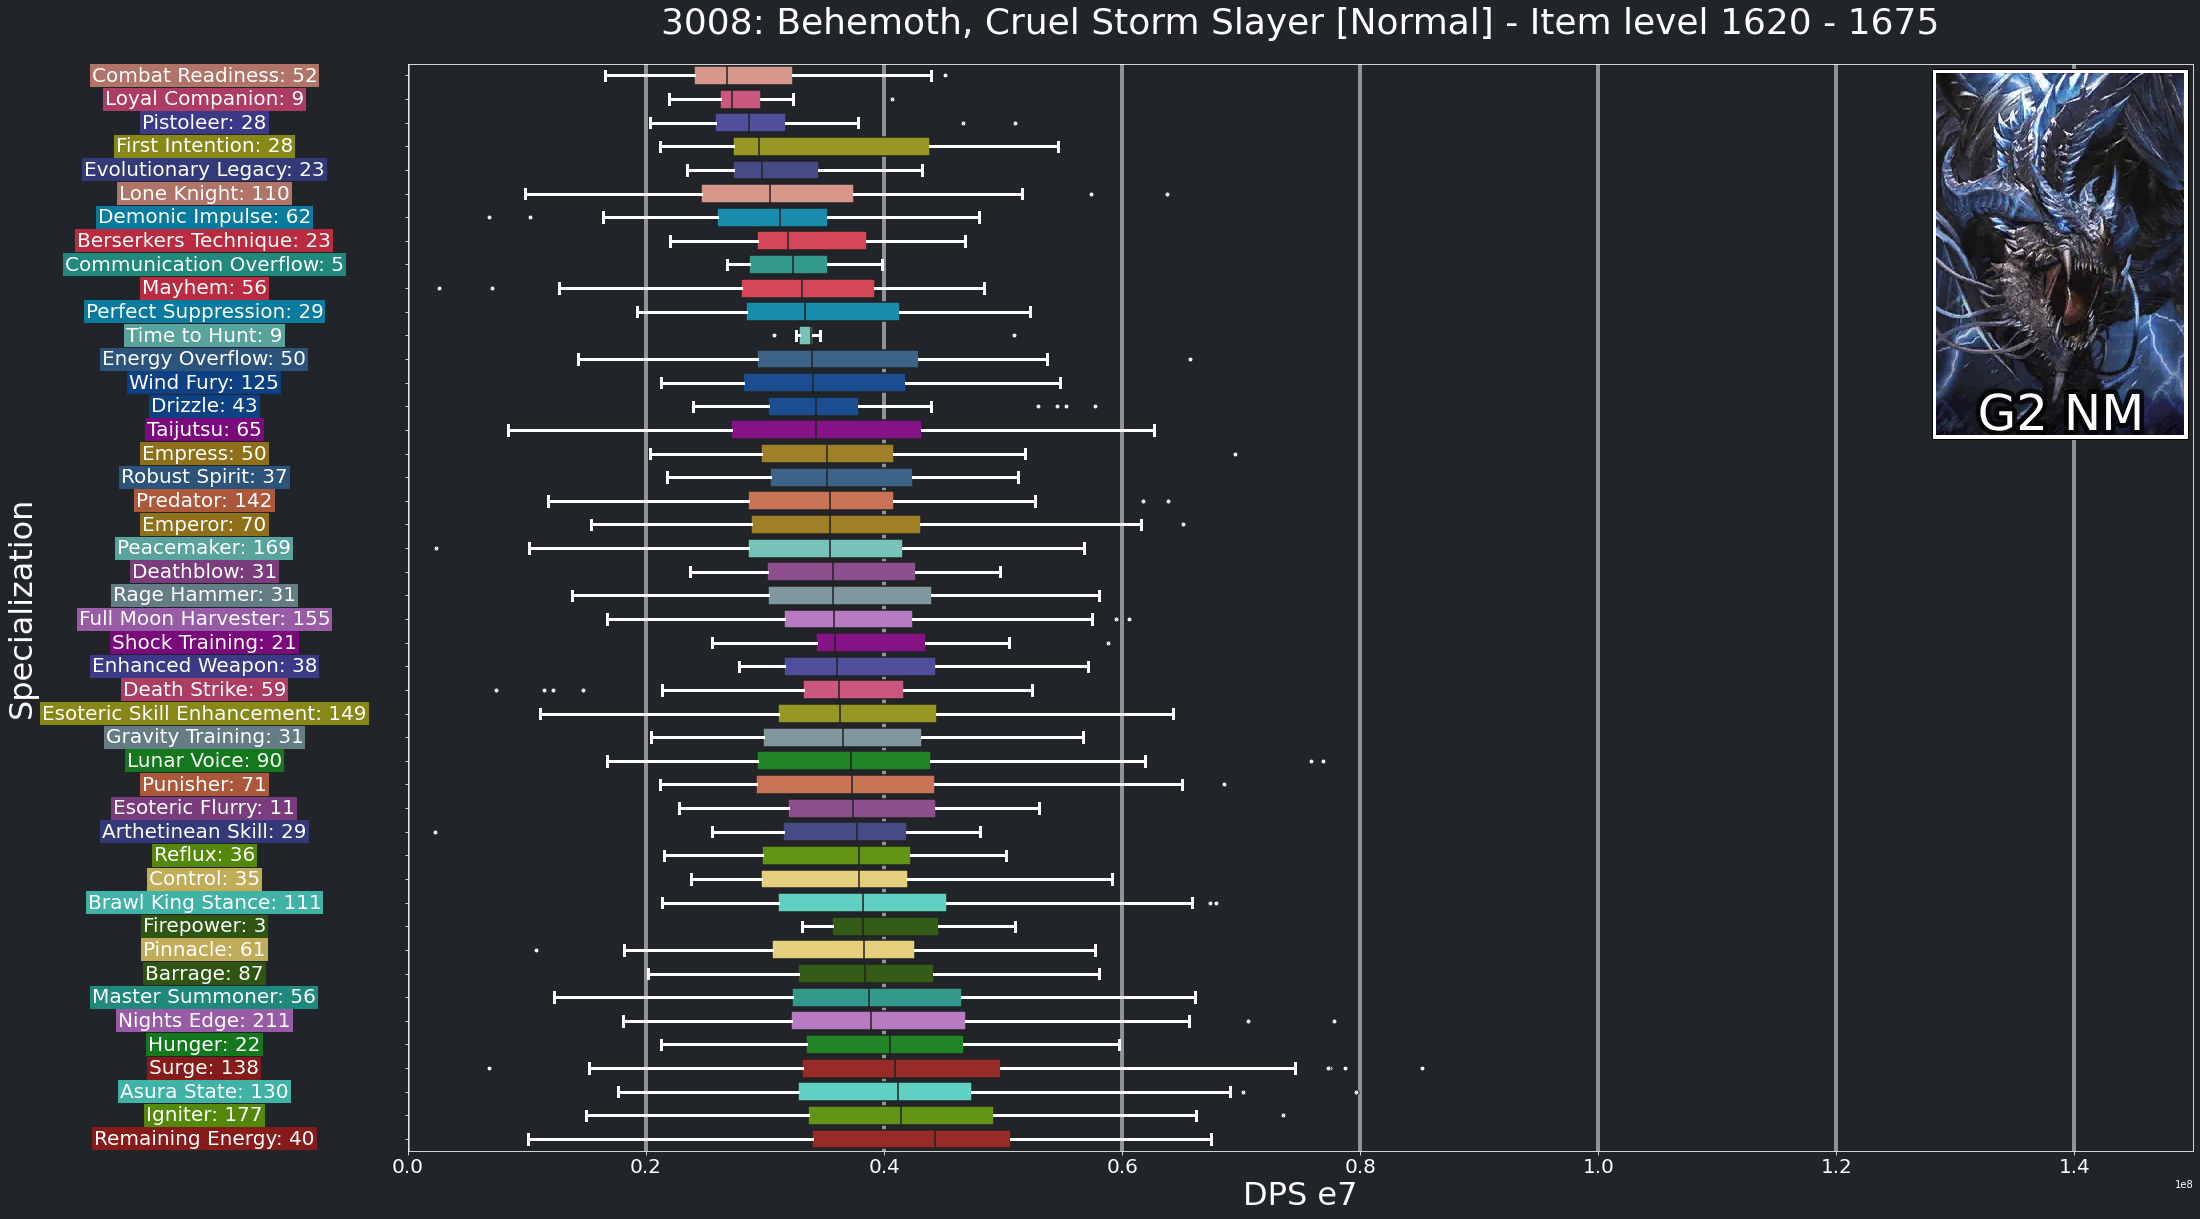 3008: Behemoth, Cruel Storm Slayer [Normal] - Item level 1620 - 1675
Combat Readiness: 52
Loyal Companion: 9
Pistoleer: 28
First Intention: 28
Evolutionary Legacy: 23
Lone Knight: 110
Demonic Impulse: 62
Berserkers Technique: 23
Communication Overflow: 5
Mayhem: 56
Perfect Suppression: 29
Time to Hunt: 9
Energy Overflow: 50
Wind Fury: 125
Drizzle: 43
Taijutsu: 65
Empress: 50
Robust Spirit: 37
Predator: 142
Emperor: 70
Peacemaker: 169
Deathblow: 31
Rage Hammer: 31
Full Moon Harvester: 155
Shock Training: 21
Enhanced Weapon: 38
Death Strike: 59
Esoteric Skill Enhancement: 149
Gravity Training: 31
Lunar Voice: 90
Punisher: 71
Esoteric Flurry: 11
Arthetinean Skill: 29
Reflux: 36
Control: 35
Brawl King Stance: 111
Firepower: 3
Pinnacle: 61
Barrage: 87
Master Summoner: 56
Nights Edge: 211
Hunger: 22
Surge: 138
Asura State: 130
Igniter: 177
Remaining Energy: 40
Specialization
G2 NM
0.0 0.2 0.4 0.6 0.8 1.0 1.2 1.4
DPS e7
1e8